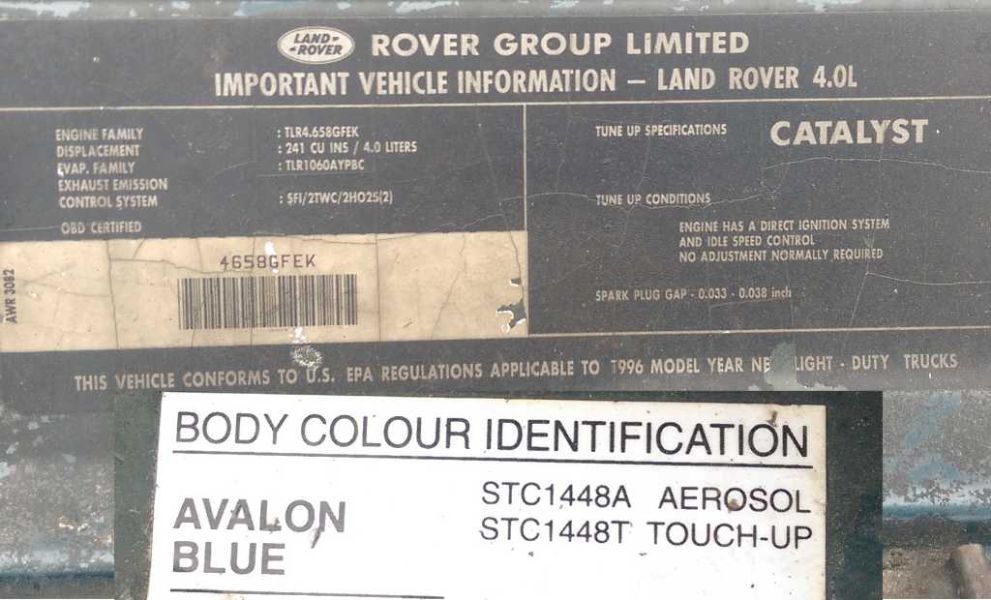 LAND-
-ROVER
ROVER GROUP LIMITED
IMPORTANT VEHICLE INFORMATION – LAND ROVER 4.0L
ENGINE FAMILY : TLR4.658GFEK
DISPLACEMENT : 241 CU INS / 4.0 LITERS
EVAP. FAMILY : TLR1060AYPBC
EXHAUST EMISSION
CONTROL SYSTEM : SFI/2TWC/2HO2S(2)
OBD CERTIFIED
4658GFEK
AWR 3082
TUNE UP SPECIFICATIONS CATALYST
TUNE UP CONDITIONS
ENGINE HAS A DIRECT IGNITION SYSTEM
AND IDLE SPEED CONTROL
NO ADJUSTMENT NORMALLY REQUIRED
SPARK PLUG GAP - 0.033 - 0.038 inch
THIS VEHICLE CONFORMS TO U.S. EPA REGULATIONS APPLICABLE TO 1996 MODEL YEAR LIGHT - DUTY TRUCKS
BODY COLOUR IDENTIFICATION
AVALON
BLUE
STC1448A AEROSOL
STC1448T TOUCH-UP